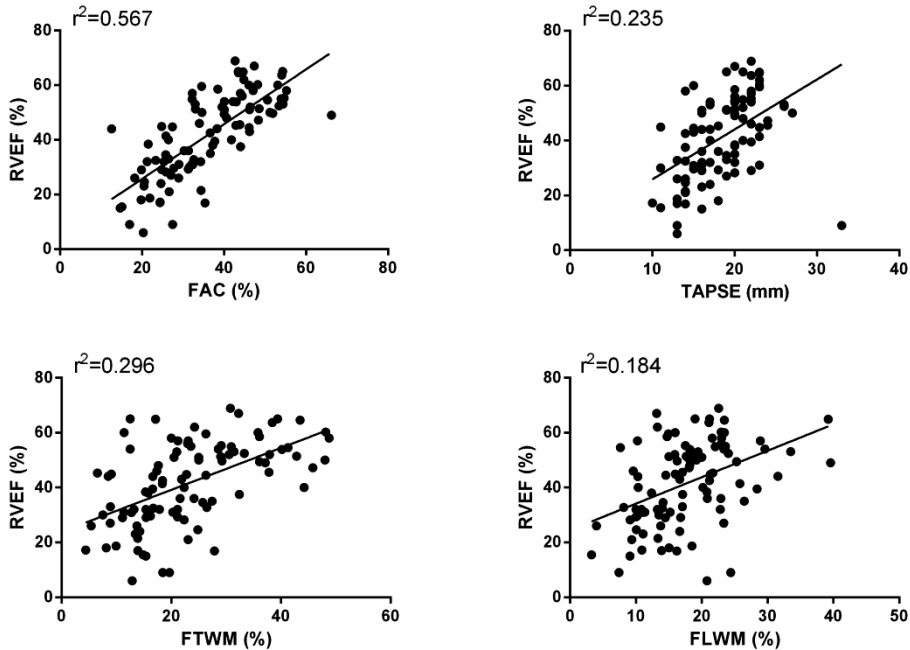 r²=0.567
RVEF (%)
80
60
40
20
0
0 20 40 60 80
FAC (%)
r²=0.235
RVEF (%)
80
60
40
20
0
0 10 20 30 40
TAPSE (mm)
r²=0.296
RVEF (%)
80
60
40
20
0
0 20 40 60
FTWM (%)
r²=0.184
RVEF (%)
80
60
40
20
0
0 10 20 30 40 50
FLWM (%)